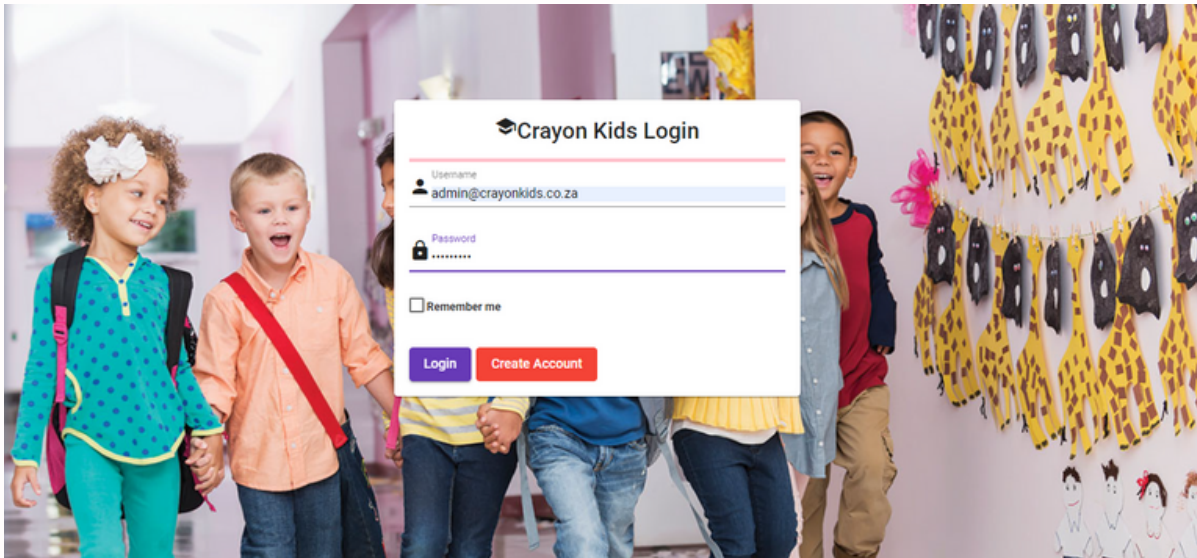 Crayon Kids Login
Username
admin@crayonkids.co.za
Password
•••••••••
Remember me
Login
Create Account